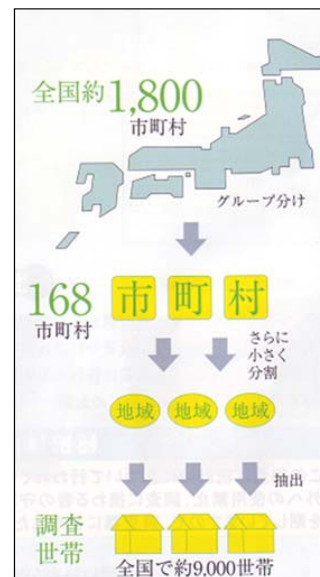 全国約1,800
市町村
グループ分け
168
市町村
市 町 村
さらに
小さく
分割
地域 地域 地域
抽出
調査
世帯
全国で約9,000世帯